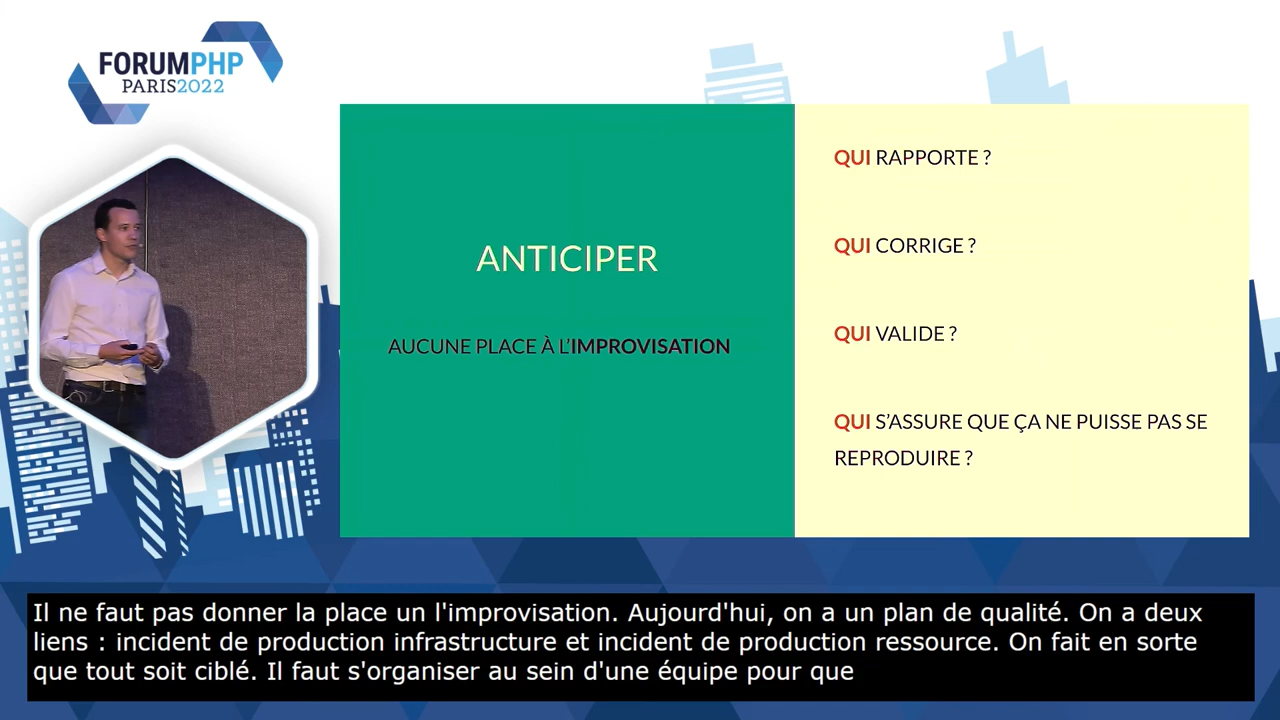 FORUMPHP
PARIS2022
ANTICIPER
AUCUNE PLACE À L’IMPROVISATION
QUI RAPPORTE ?
QUI CORRIGE ?
QUI VALIDE ?
QUI S’ASSURE QUE ÇA NE PUISSE PAS SE
REPRODUIRE ?
Il ne faut pas donner la place un l'improvisation. Aujourd'hui, on a un plan de qualité. On a deux
liens : incident de production infrastructure et incident de production ressource. On fait en sorte
que tout soit ciblé. Il faut s'organiser au sein d'une équipe pour que